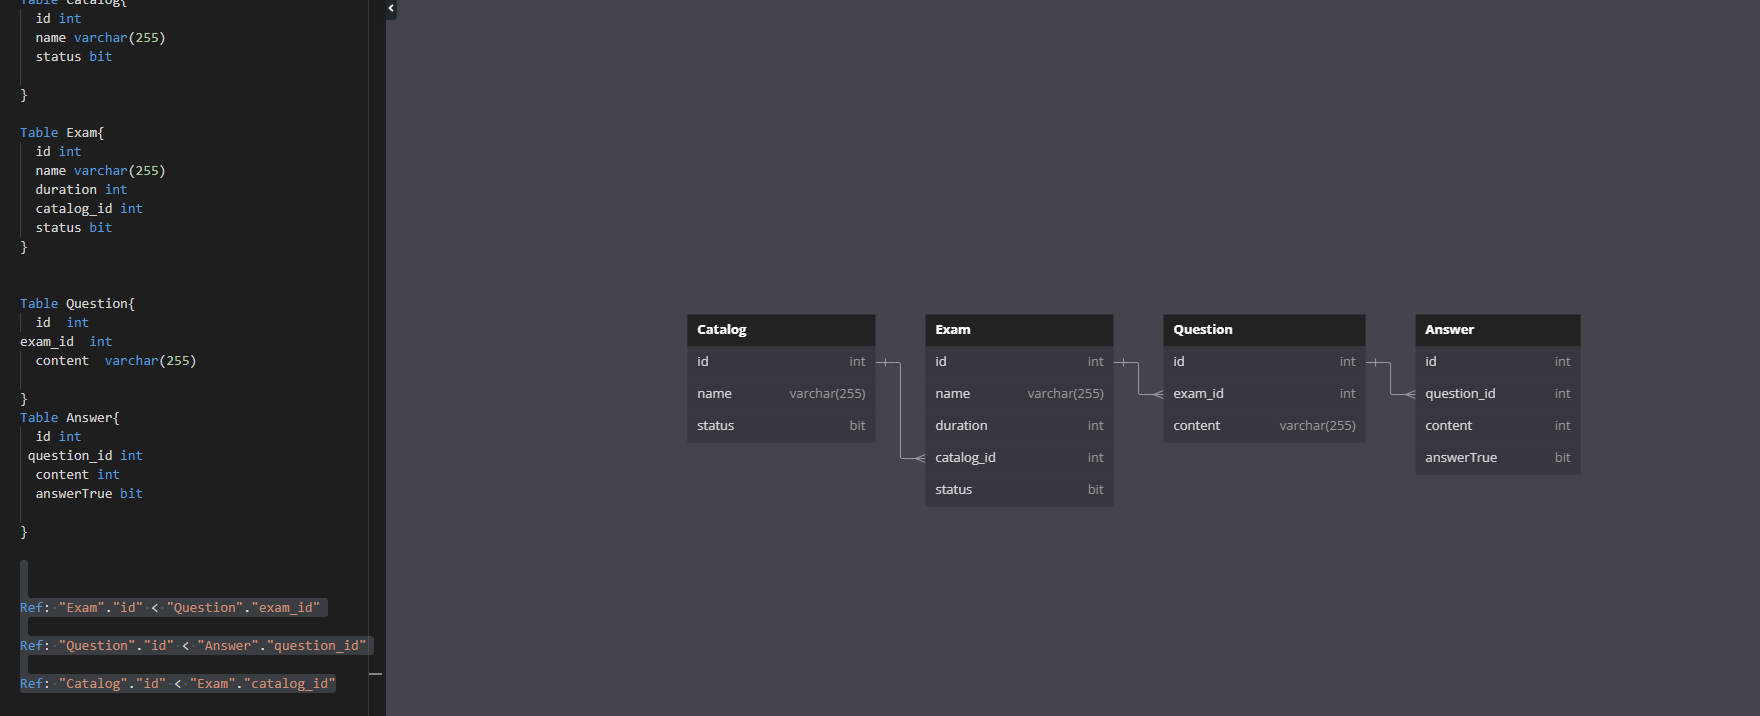 Table Catalog{
id int
name varchar(255)
status bit
}
Table Exam{
id int
name varchar(255)
duration int
catalog_id int
status bit
}
Table Question{
id  int
exam_id  int
content  varchar(255)
}
Table Answer{
id int
question_id int
content int
answerTrue bit
}
Ref: "Exam"."id" < "Question"."exam_id"
Ref: "Question"."id" < "Answer"."question_id"
Ref: "Catalog"."id" < "Exam"."catalog_id"
Catalog
id int
name varchar(255)
status bit
Exam
id int
name varchar(255)
duration int
catalog_id int
status bit
Question
id int
exam_id int
content varchar(255)
Answer
id int
question_id int
content int
answerTrue bit